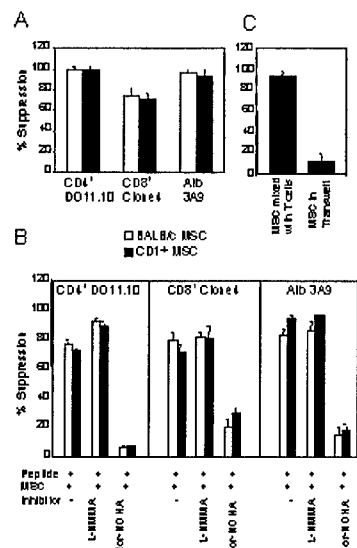 A
C
120
100
80
60
40
20
0
% Suppression
CD4+
DO11.10
CD8+
Clone4
Alb
3A9
120
100
80
60
40
20
0
MSC mixed
with T cells
MSC in
Transwell
BALB/c MSC
CD1+ MSC
B
120
100
80
60
40
20
0
% Suppression
CD4+ DO11.10
CD8+ Clone4
Alb 3A9
Peptide + + + + + + + + +
MSC + + + + + + + + +
Inhibitor - L-NMMA nor-NOHA - L-NMMA nor-NOHA - L-NMMA nor-NOHA